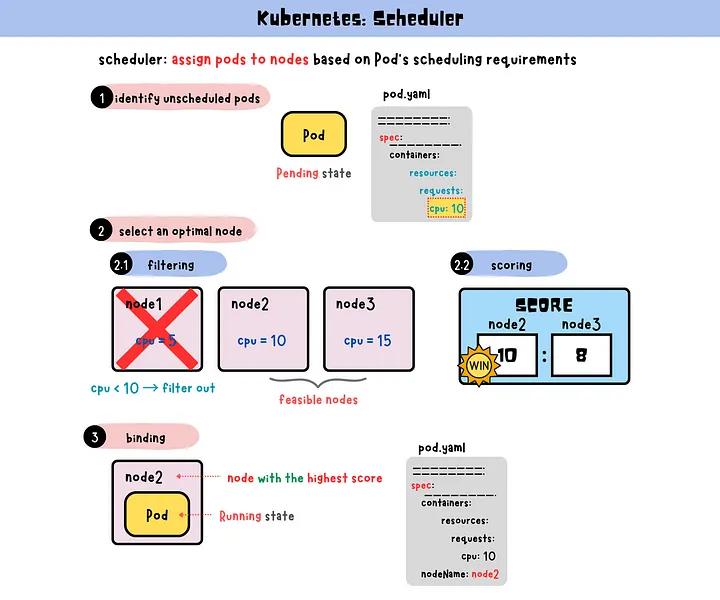 Kubernetes: Scheduler
scheduler: assign pods to nodes based on Pod's scheduling requirements
1 identify unscheduled pods
Pod
Pending state
pod.yaml
spec:
containers:
resources:
requests:
cpu: 10
2 select an optimal node
2.1 filtering
node1
cpu = 5
node2
cpu = 10
node3
cpu = 15
cpu < 10 → filter out
feasible nodes
2.2 scoring
SCORE
node2 node3
WIN 10 : 8
3 binding
node2
node with the highest score
Pod
Running state
pod.yaml
spec:
containers:
resources:
requests:
cpu: 10
nodeName: node2